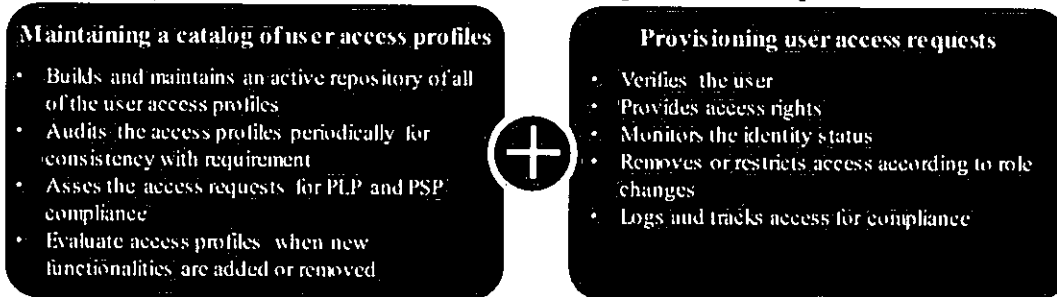 Maintaining a catalog of user access profiles
• Builds and maintains an active repository of all
of the user access profiles
• Audits the access profiles periodically for
consistency with requirement
• Asses the access requests for PLP and PSP
compliance
• Evaluate access profiles when new
functionalities are added or removed
Provisioning user access requests
• Verifies the user
• Provides access rights
• Monitors the identity status
• Removes or restricts access according to role
changes
• Logs and tracks access for compliance